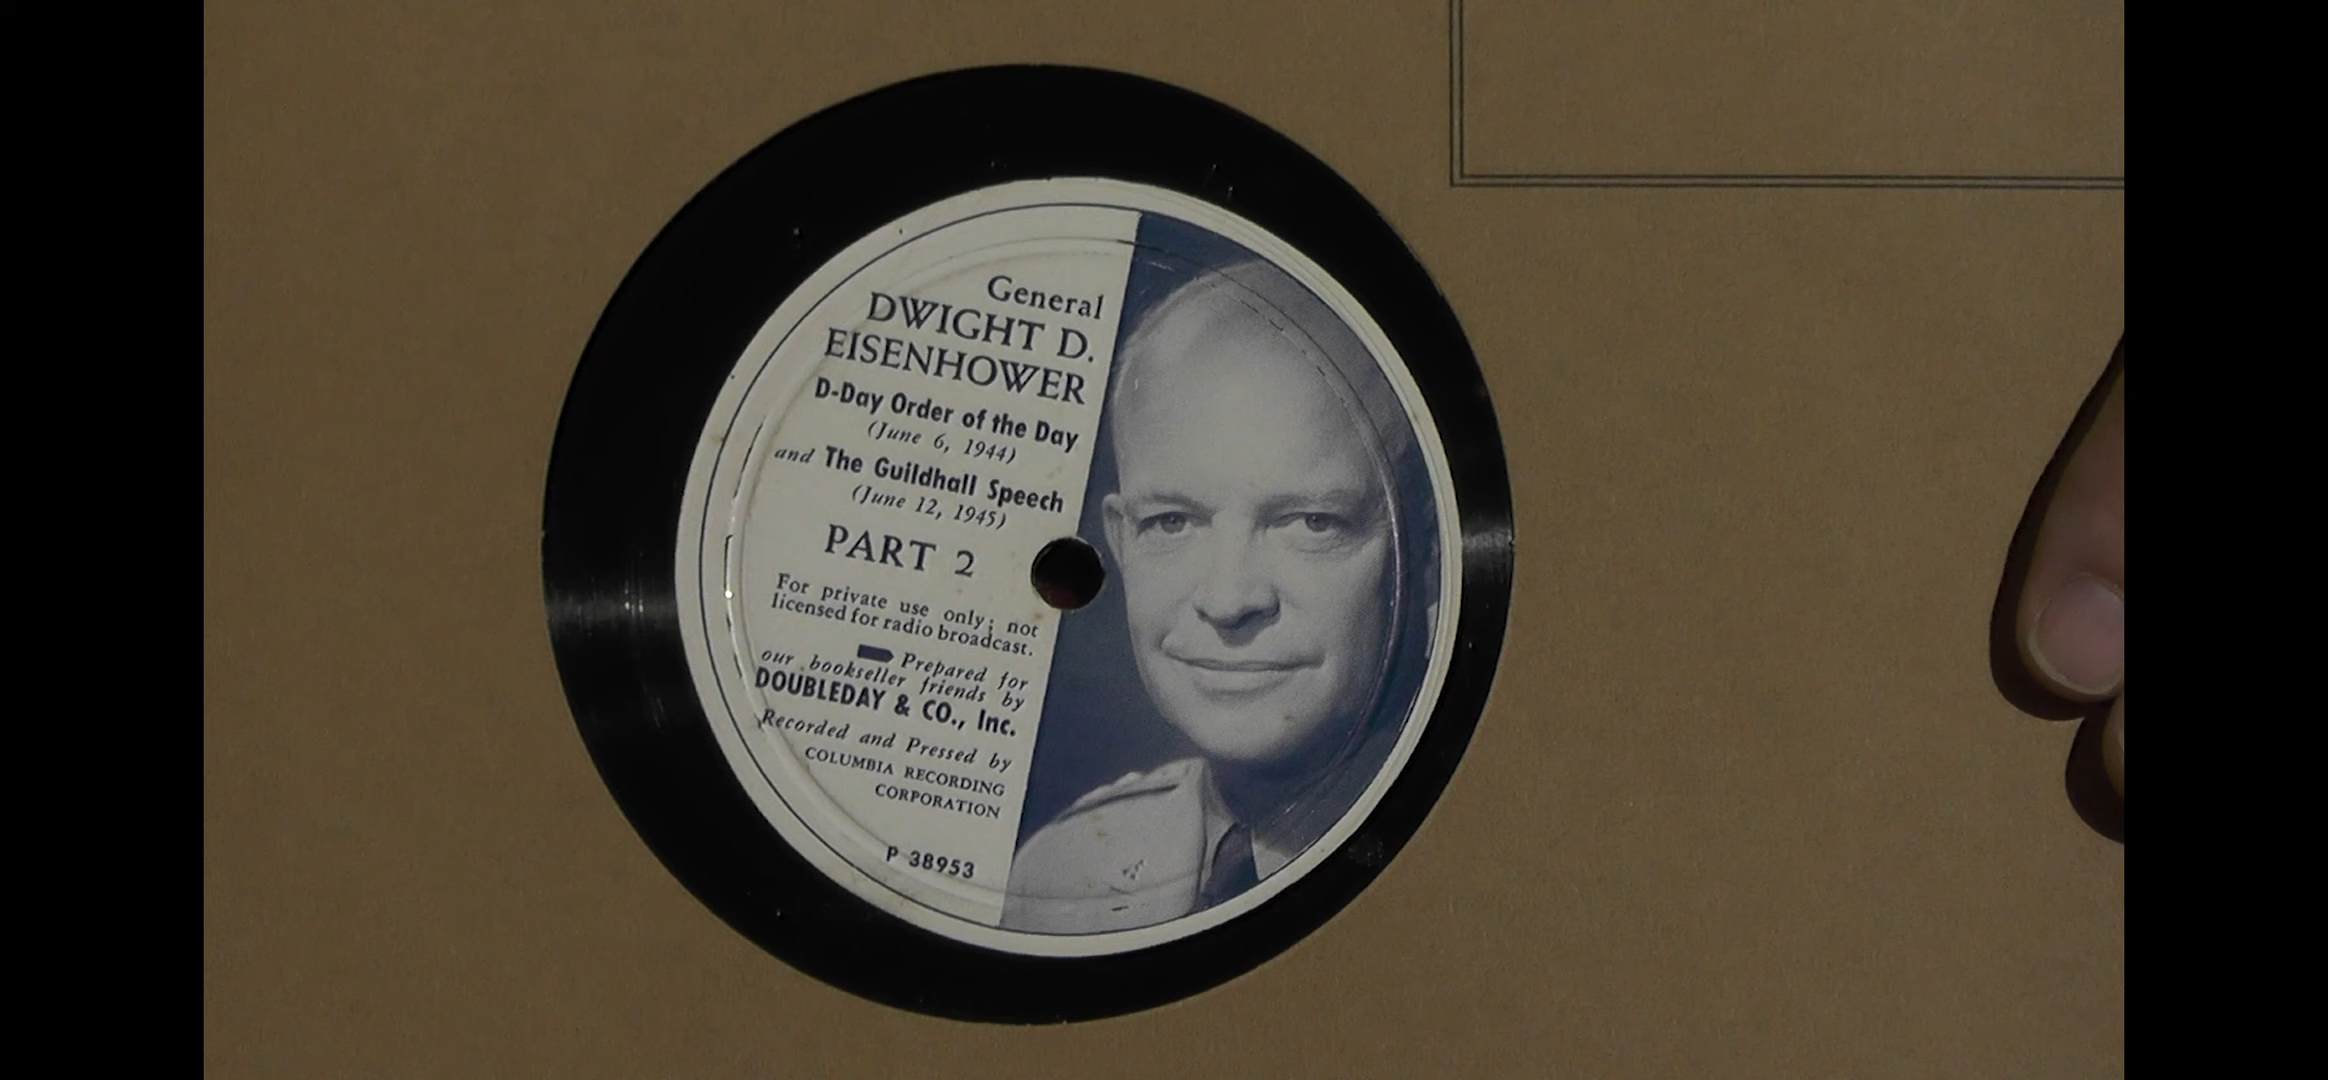 General
DWIGHT D.
EISENHOWER
D-Day Order of the Day
(June 6, 1944)
and The Guildhall Speech
(June 12, 1945)
PART 2
For private use only; not
licensed for radio broadcast.
Prepared for
our bookseller friends by
DOUBLEDAY & CO., Inc.
Recorded and Pressed by
COLUMBIA RECORDING
CORPORATION
P 38953